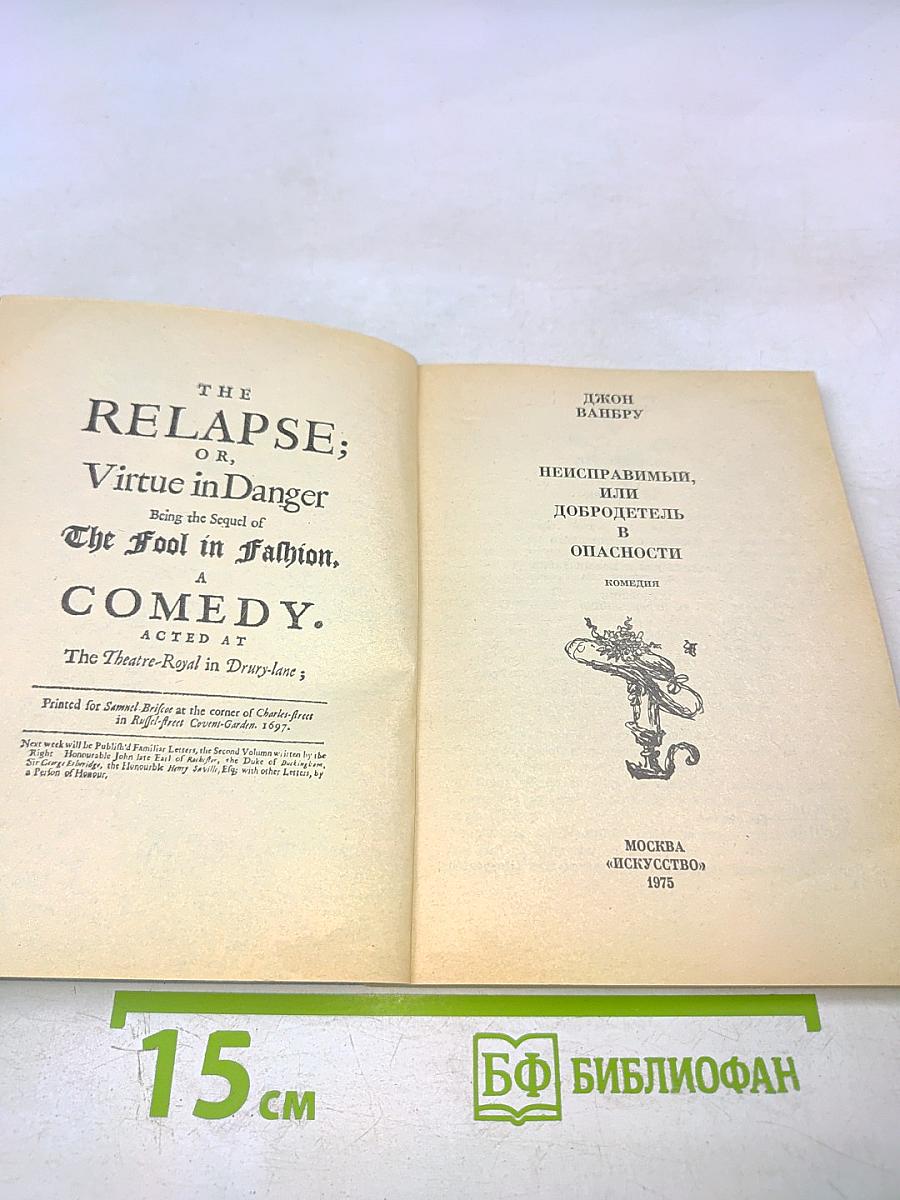 THE
RELAPSE;
OR,
Virtue in Danger
Being the Sequel of
The Fool in Faſhion,
A
COMEDY.
ACTED AT
The Theatre-Royal in Drury-lane;
Printed for Samuel-Briſcoe at the corner of Charles-ſtreet
in Ruſſel-ſtreet Covent-Garden. 1697.
Next week will be Publiſh'd Familiar Letters, the Second Volumn written by the
Right Honourable John late Earl of Rocheſter, the Duke of Buckingham,
Sir George Etheridge, the Honourble Henry Saville, Eſq; with other Letters, by
a Perſon of Honour,
ДЖОН
ВАНБРУ
НЕИСПРАВИМЫЙ,
ИЛИ
ДОБРОДЕТЕЛЬ
В
ОПАСНОСТИ
КОМЕДИЯ
МОСКВА
«ИСКУССТВО»
1975
15 см
БФ БИБЛИОФАН